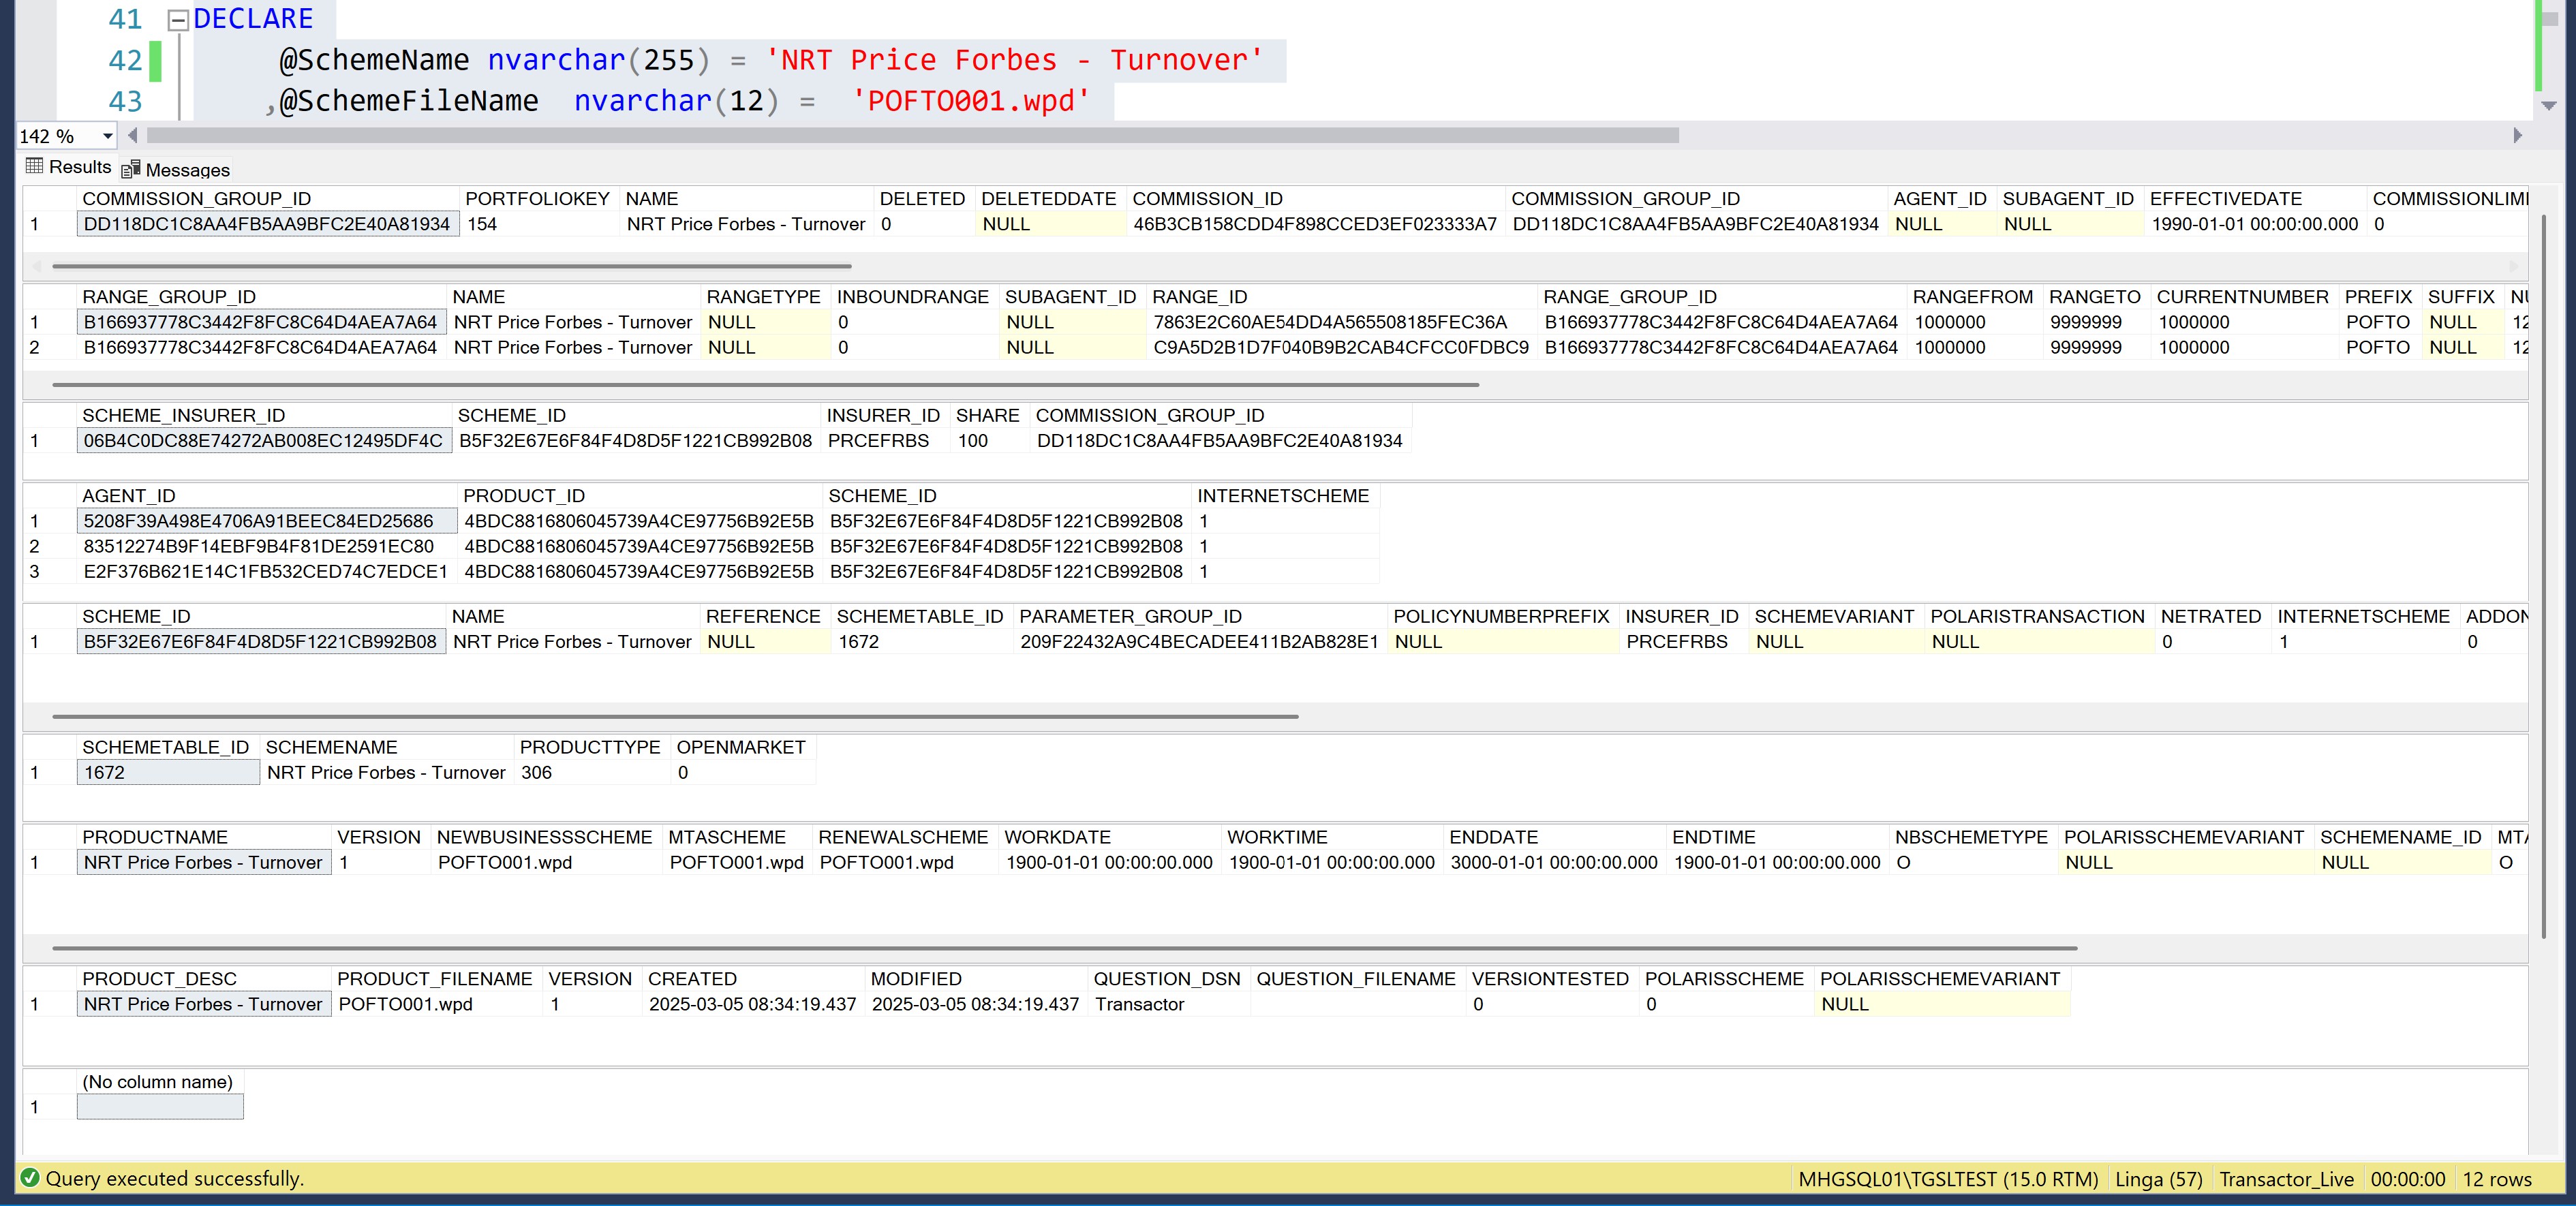 41 DECLARE
42 @SchemeName nvarchar(255) = 'NRT Price Forbes - Turnover'
43 ,@SchemeFileName nvarchar(12) = 'POFTO001.wpd'
142 %
Results Messages
COMMISSION_GROUP_ID PORTFOLIOKEY NAME DELETED DELETEDDATE COMMISSION_ID COMMISSION_GROUP_ID AGENT_ID SUBAGENT_ID EFFECTIVEDATE COMMISSIONLIMI
1 DD118DC1C8AA4FB5AA9BFC2E40A81934 154 NRT Price Forbes - Turnover 0 NULL 46B3CB158CDD4F898CCED3EF023333A7 DD118DC1C8AA4FB5AA9BFC2E40A81934 NULL NULL 1990-01-01 00:00:00.000 0
RANGE_GROUP_ID NAME RANGETYPE INBOUNDRANGE SUBAGENT_ID RANGE_ID RANGE_GROUP_ID RANGEFROM RANGETO CURRENTNUMBER PREFIX SUFFIX NU
1 B166937778C3442F8FC8C64D4AEA7A64 NRT Price Forbes - Turnover NULL 0 NULL 7863E2C60AE54DD4A565508185FEC36A B166937778C3442F8FC8C64D4AEA7A64 1000000 9999999 1000000 POFTO NULL 12
2 B166937778C3442F8FC8C64D4AEA7A64 NRT Price Forbes - Turnover NULL 0 NULL C9A5D2B1D7F040B9B2CAB4CFCC0FDBC9 B166937778C3442F8FC8C64D4AEA7A64 1000000 9999999 1000000 POFTO NULL 12
SCHEME_INSURER_ID SCHEME_ID INSURER_ID SHARE COMMISSION_GROUP_ID
1 06B4C0DC88E74272AB008EC12495DF4C B5F32E67E6F84F4D8D5F1221CB992B08 PRCEFRBS 100 DD118DC1C8AA4FB5AA9BFC2E40A81934
AGENT_ID PRODUCT_ID SCHEME_ID INTERNETSCHEME
1 5208F39A498E4706A91BEEC84ED25686 4BDC8816806045739A4CE97756B92E5B B5F32E67E6F84F4D8D5F1221CB992B08 1
2 83512274B9F14EBF9B4F81DE2591EC80 4BDC8816806045739A4CE97756B92E5B B5F32E67E6F84F4D8D5F1221CB992B08 1
3 E2F376B621E14C1FB532CED74C7EDCE1 4BDC8816806045739A4CE97756B92E5B B5F32E67E6F84F4D8D5F1221CB992B08 1
SCHEME_ID NAME REFERENCE SCHEMETABLE_ID PARAMETER_GROUP_ID POLICYNUMBERPREFIX INSURER_ID SCHEMEVARIANT POLARISTRANSACTION NETRATED INTERNETSCHEME ADDON
1 B5F32E67E6F84F4D8D5F1221CB992B08 NRT Price Forbes - Turnover NULL 1672 209F22432A9C4BECADEE411B2AB828E1 NULL PRCEFRBS NULL NULL 0 1 0
SCHEMETABLE_ID SCHEMENAME PRODUCTTYPE OPENMARKET
1 1672 NRT Price Forbes - Turnover 306 0
PRODUCTNAME VERSION NEWBUSINESSSCHEME MTASCHEME RENEWALSCHEME WORKDATE WORKTIME ENDDATE ENDTIME NBSCHEMETYPE POLARISSCHEMEVARIANT SCHEMENAME_ID MTA
1 NRT Price Forbes - Turnover 1 POFTO001.wpd POFTO001.wpd POFTO001.wpd 1900-01-01 00:00:00.000 1900-01-01 00:00:00.000 3000-01-01 00:00:00.000 1900-01-01 00:00:00.000 O NULL NULL O
PRODUCT_DESC PRODUCT_FILENAME VERSION CREATED MODIFIED QUESTION_DSN QUESTION_FILENAME VERSIONTESTED POLARISSCHEME POLARISSCHEMEVARIANT
1 NRT Price Forbes - Turnover POFTO001.wpd 1 2025-03-05 08:34:19.437 2025-03-05 08:34:19.437 Transactor 0 0 NULL
(No column name)
1
Query executed successfully. MHGSQL01\TGSLTEST (15.0 RTM) Linga (57) Transactor_Live 00:00:00 12 rows